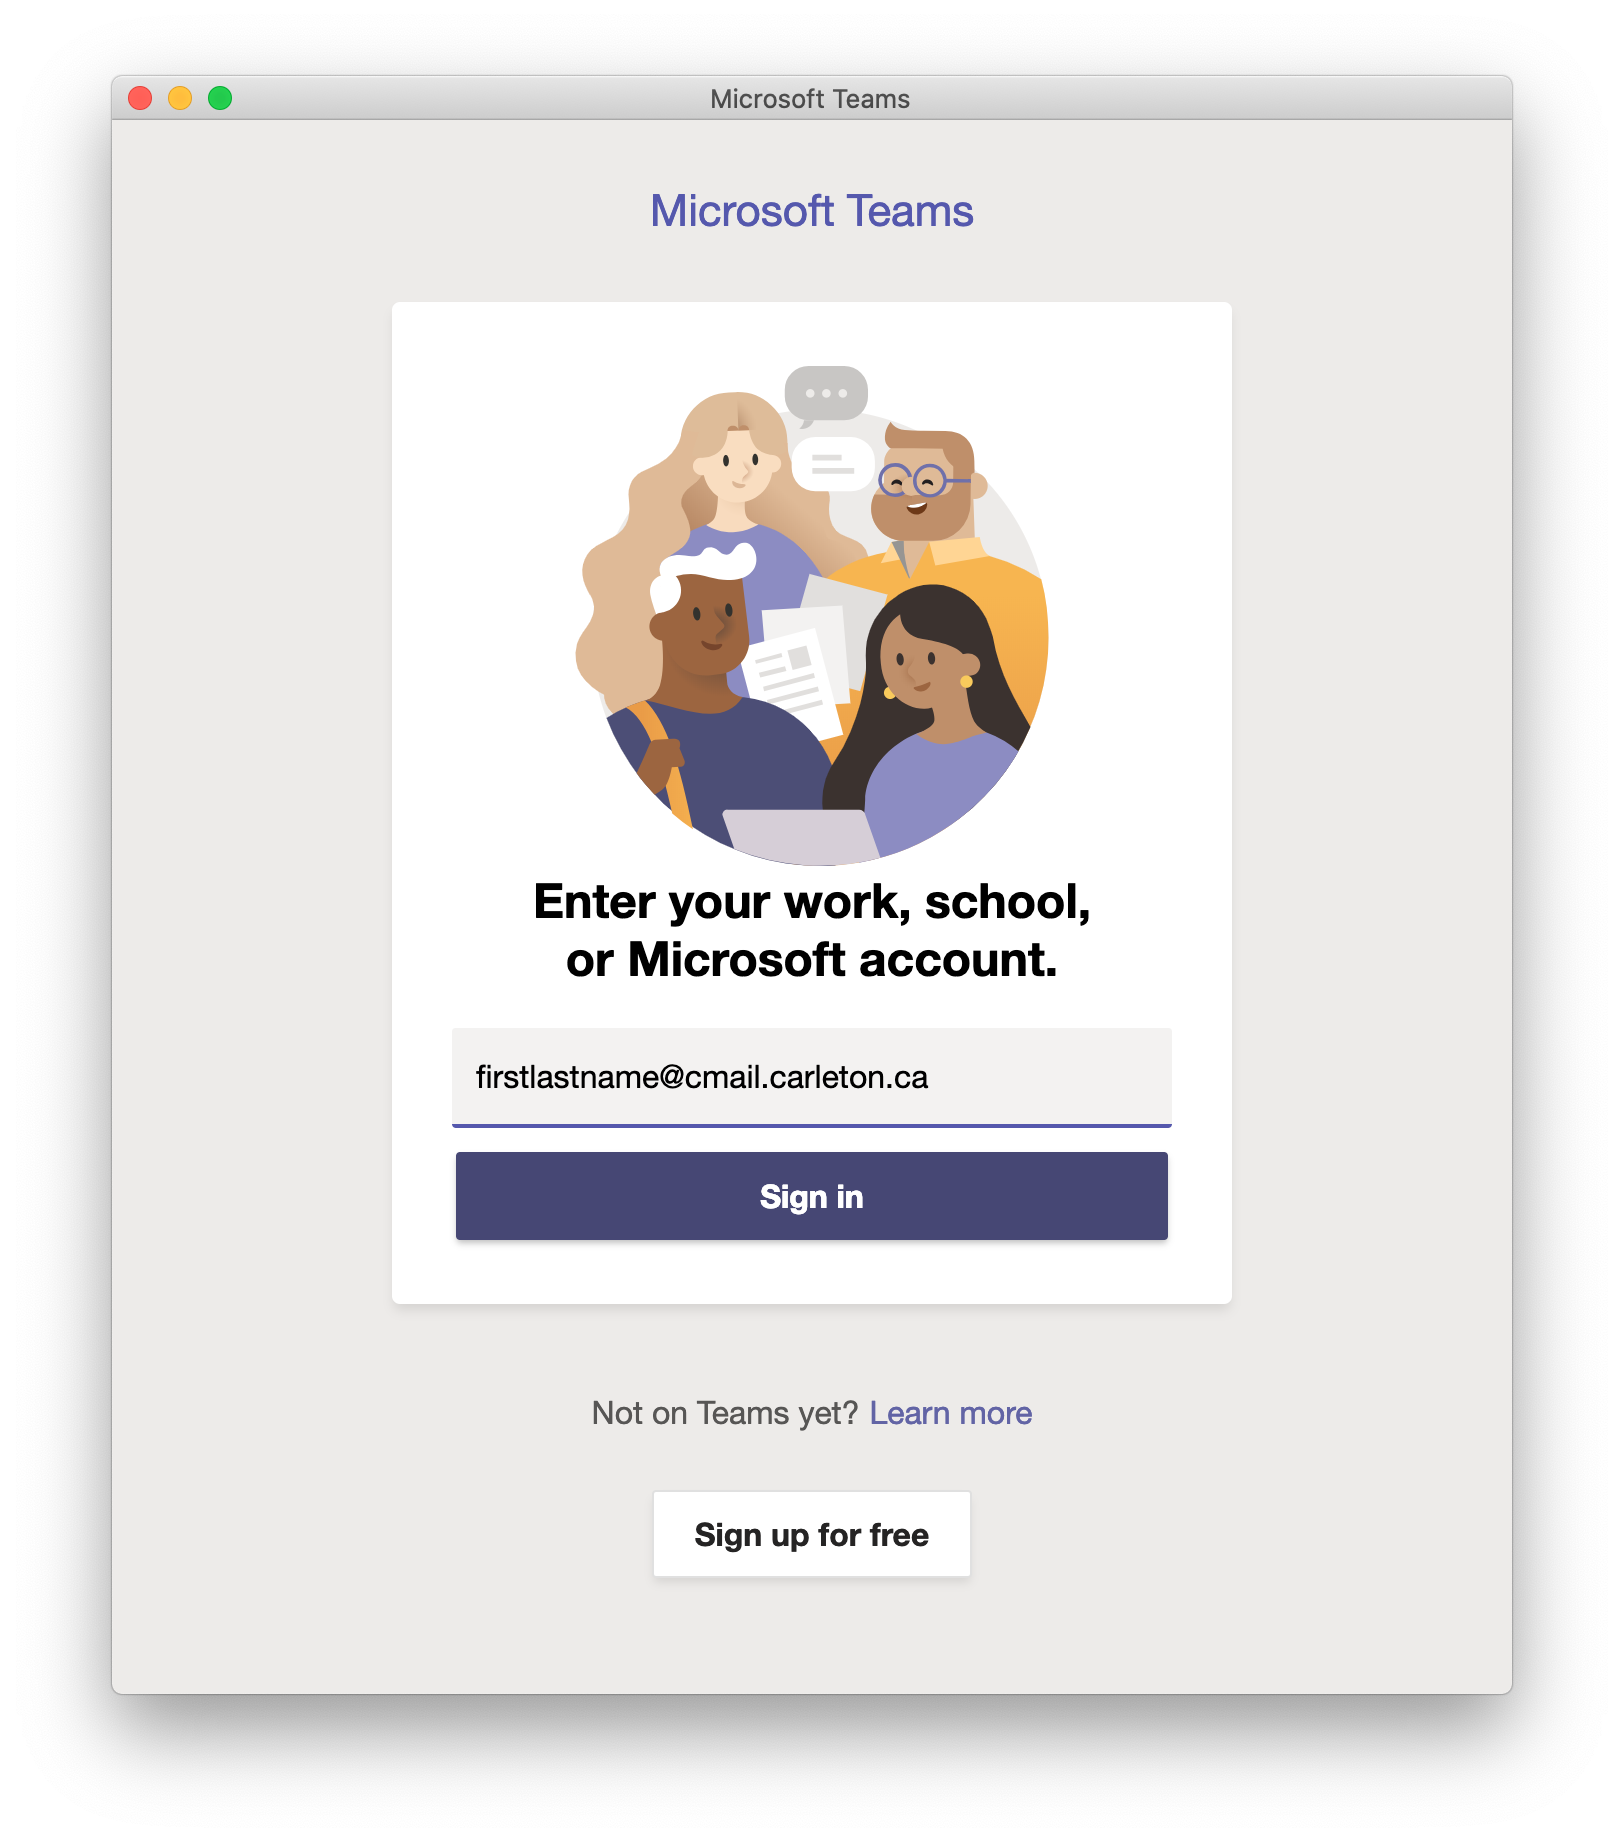 Microsoft Teams
Microsoft Teams
Enter your work, school,
or Microsoft account.
firstlastname@cmail.carleton.ca
Sign in
Not on Teams yet? Learn more
Sign up for free